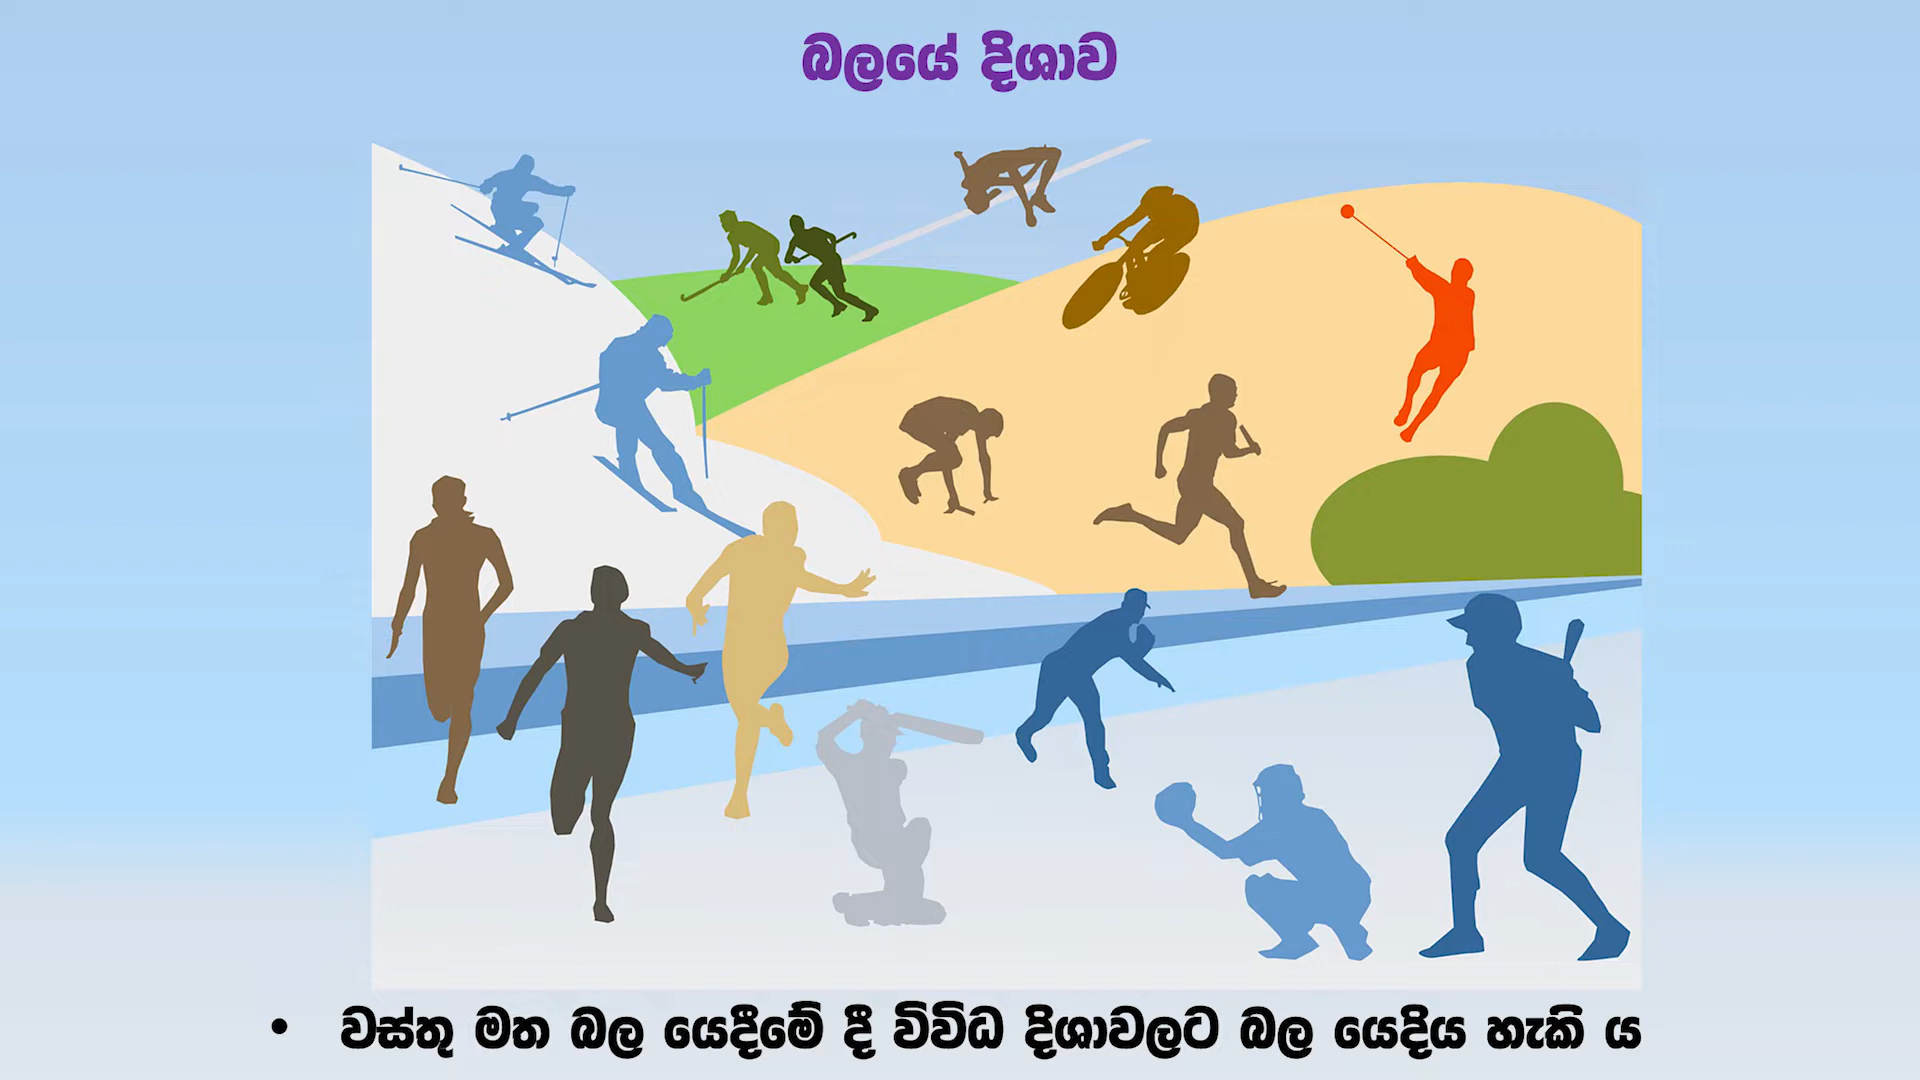 බලයේ දිශාව
• වස්තු මත බල යෙදීමේ දී විවිධ දිශාවලට බල යෙදිය හැකි ය